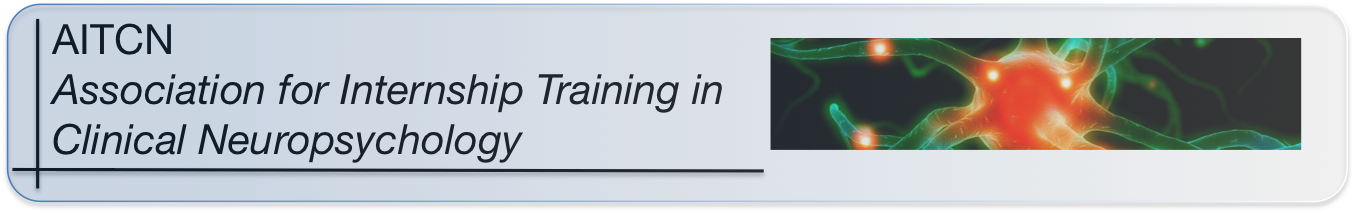 AITCN
Association for Internship Training in
Clinical Neuropsychology